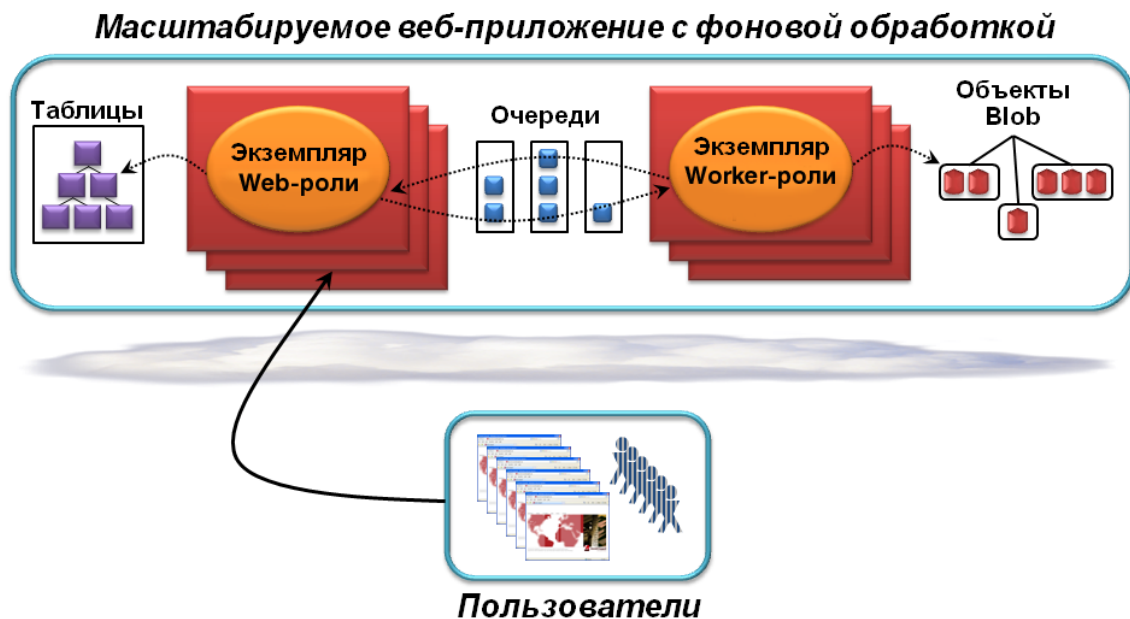 Масштабируемое веб-приложение с фоновой обработкой
Таблицы
Экземпляр
Web-роли
Очереди
Экземпляр
Worker-роли
Объекты
Blob
Пользователи